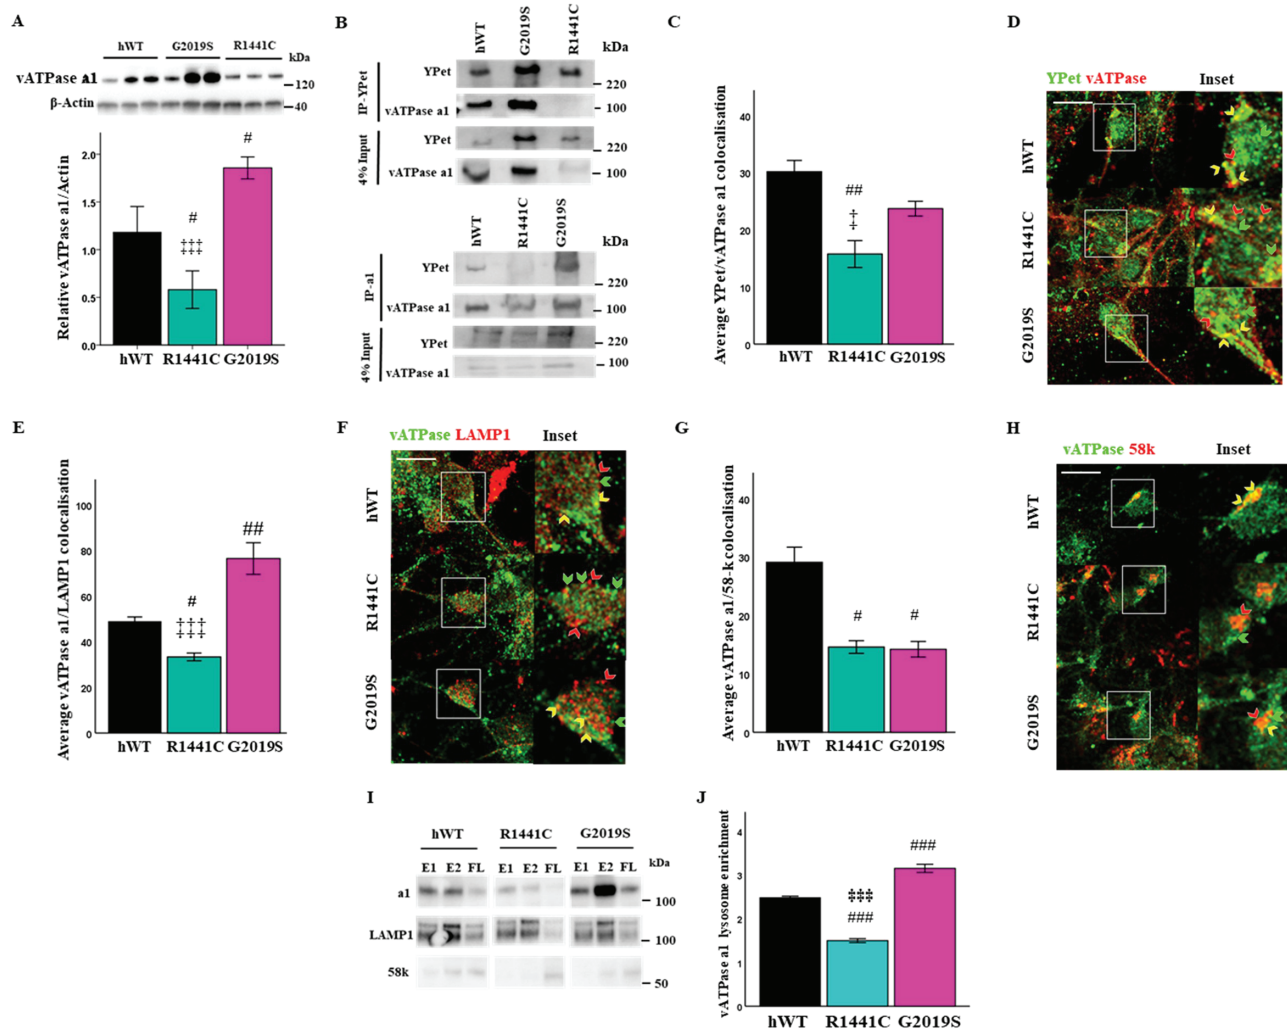 A
hWT G2019S R1441C
kDa
vATPase a1
120
β-Actin
40
Relative vATPase a1/Actin
2.0
1.5
1.0
0.5
0.0
#
#
‡‡‡
hWT R1441C G2019S
B
hWT G2019S R1441C kDa
IP-YPet
YPet
220
vATPase a1
100
4% Input
YPet
220
vATPase a1
100
hWT R1441C G2019S kDa
IP-a1
YPet
220
vATPase a1
100
4% Input
YPet
220
vATPase a1
100
C
Average YPet/vATPase a1 colocalisation
40
30
20
10
0
##
‡
hWT R1441C G2019S
D
YPet vATPase Inset
hWT
R1441C
G2019S
E
Average vATPase a1/LAMP1 colocalisation
100
80
60
40
20
0
#
‡‡‡
##
hWT R1441C G2019S
F
vATPase LAMP1 Inset
hWT
R1441C
G2019S
G
Average vATPase a1/58-k colocalisation
40
30
20
10
0
# #
hWT R1441C G2019S
H
vATPase 58k Inset
hWT
R1441C
G2019S
I
hWT R1441C G2019S
E1 E2 FL E1 E2 FL E1 E2 FL kDa
a1
100
LAMP1
100
58k
50
J
vATPase a1 lysosome enrichment
4
3
2
1
0
‡‡‡
###
###
hWT R1441C G2019S